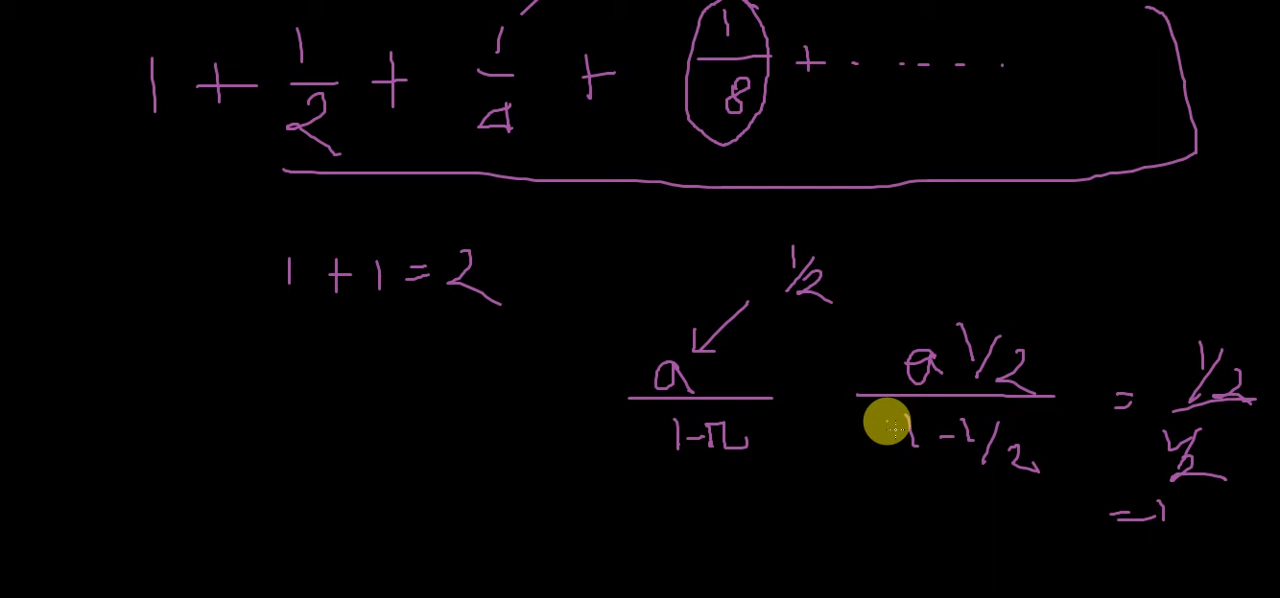 1 + 1/2 + 1/4 + 1/8 + . - - - .
1 + 1 = 2
1/2
a/1-r a 1/2 / 1 - 1/2 = 1/2 / 1/2
= 1